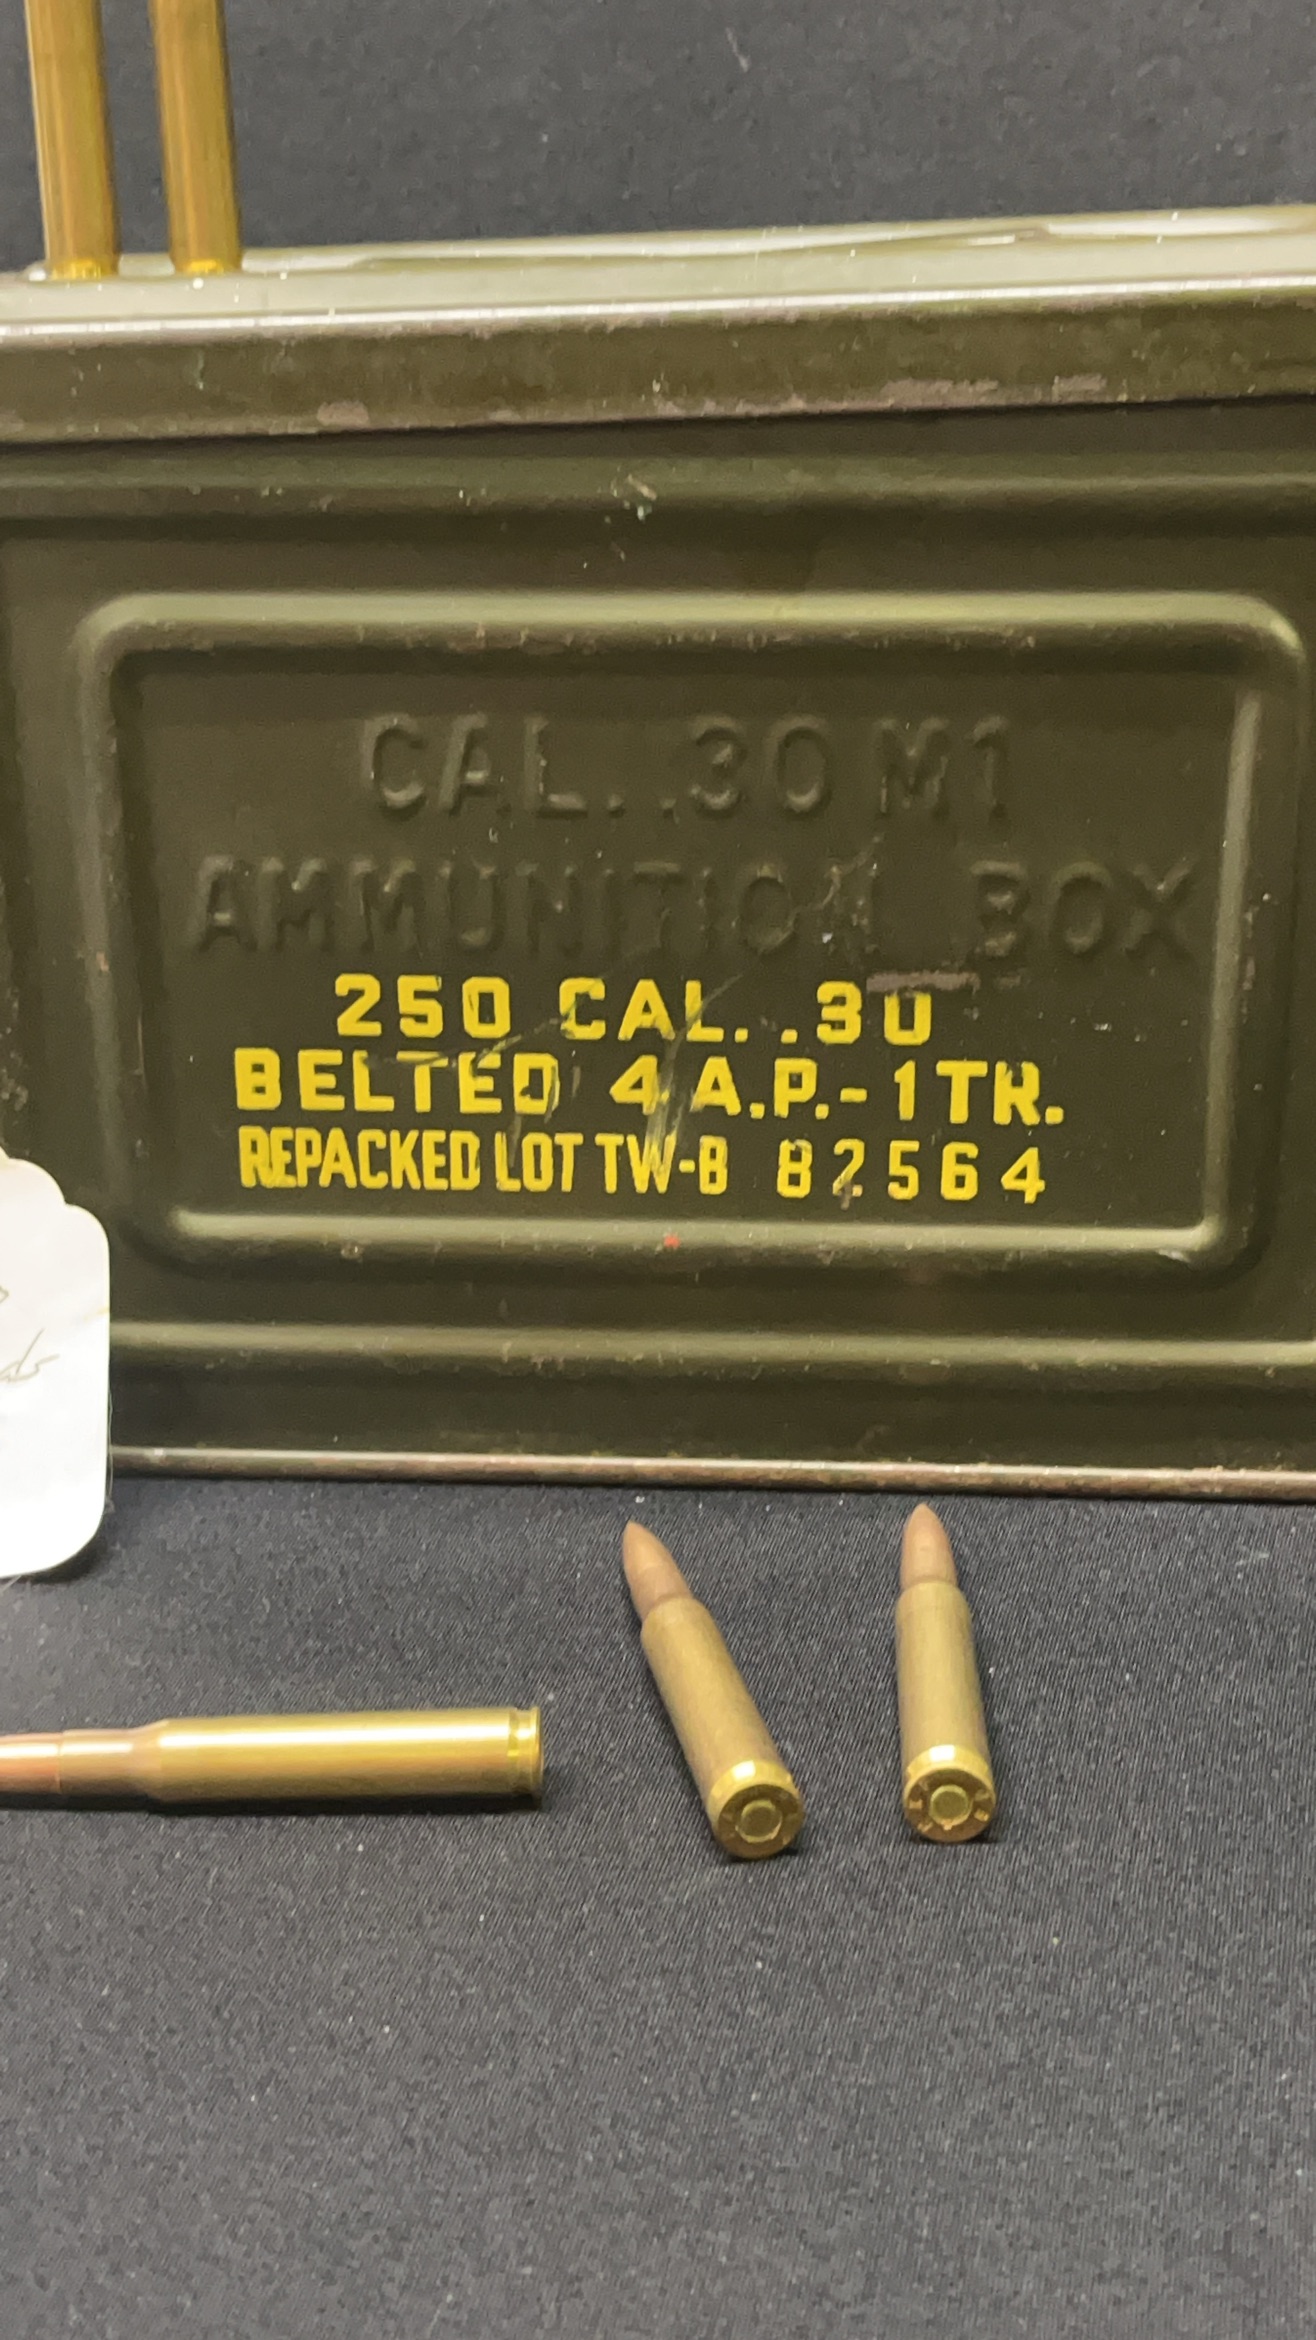 CAL. .30 M1
AMMUNITION BOX
250 CAL. .30
BELTED 4 A.P.-1 TR.
REPACKED LOT TW-B 82564